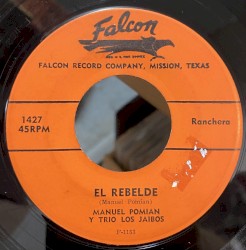 Falcon
FALCON RECORD COMPANY, MISSION, TEXAS
1427
45RPM
Ranchera
EL REBELDE
(Manuel Pomian)
MANUEL POMIAN
Y TRIO LOS JAIBOS